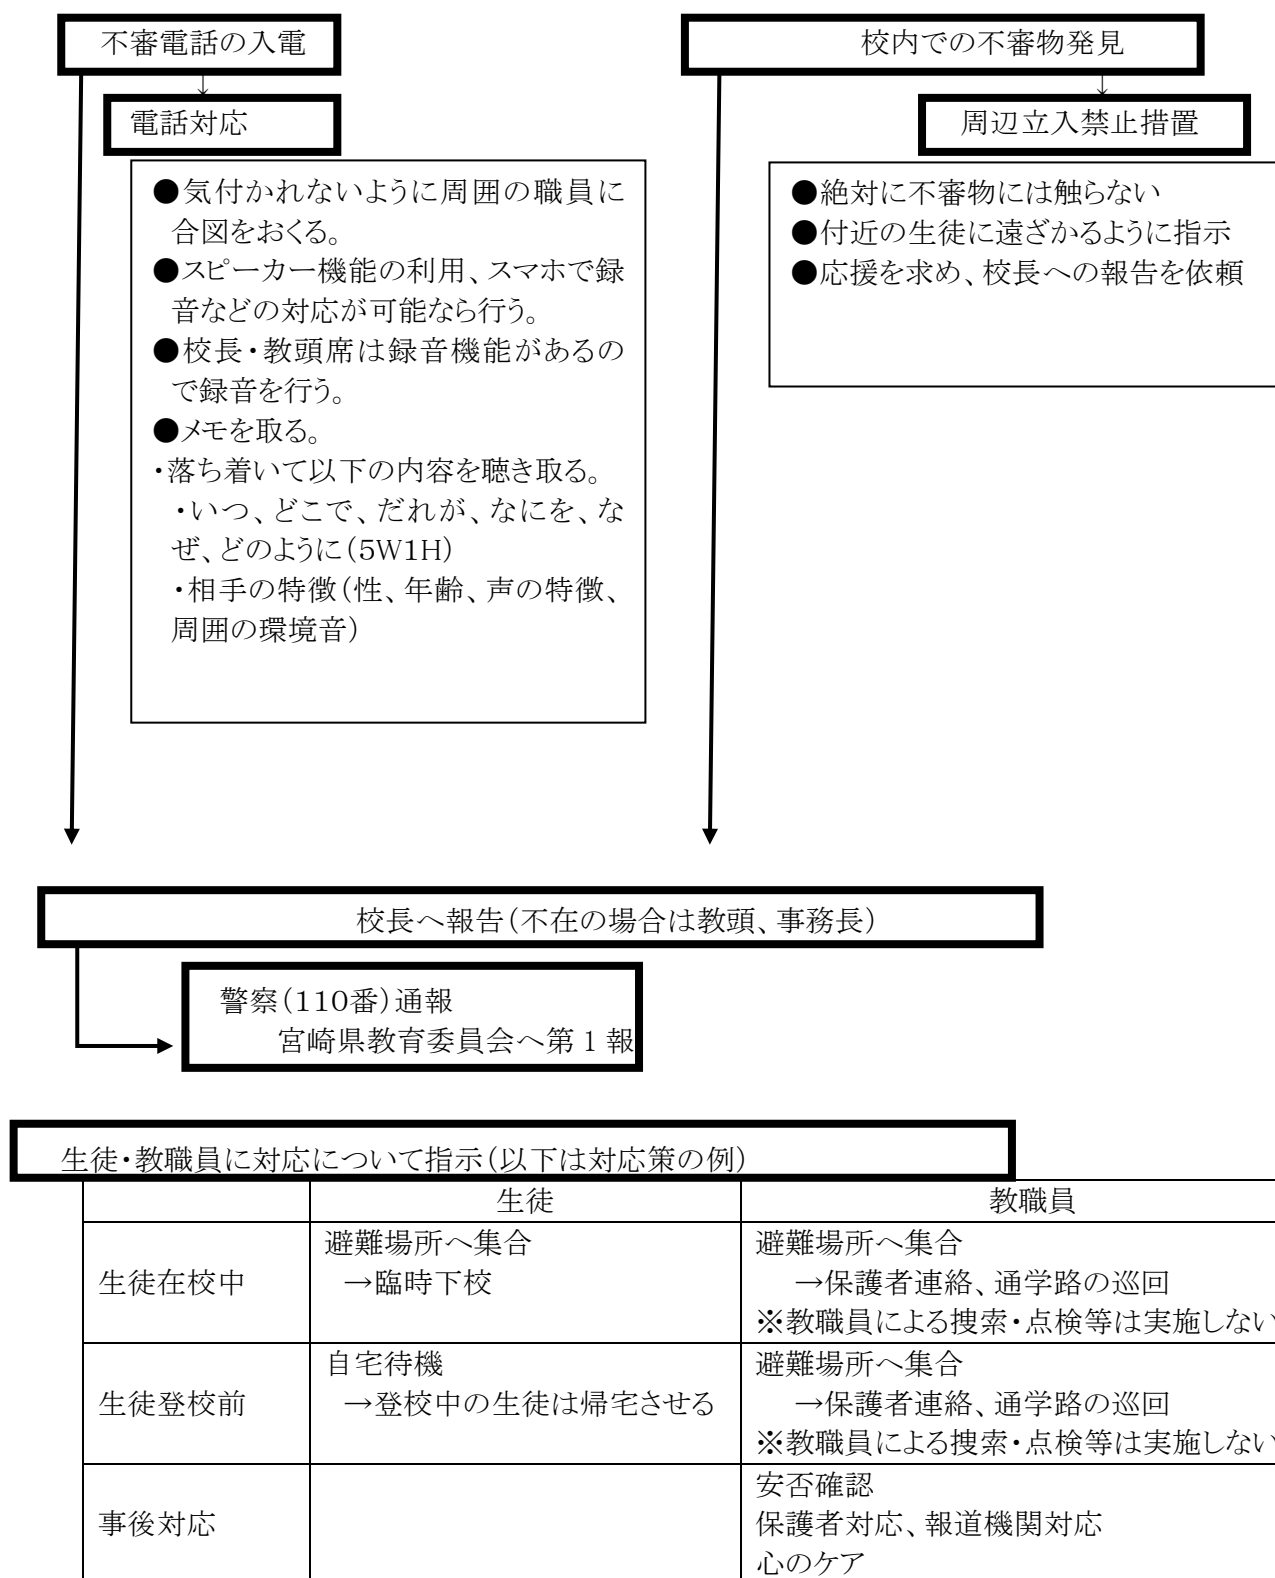 不審電話の入電
↓
電話対応
●気付かれないように周囲の職員に
合図をおくる。
●スピーカー機能の利用、スマホで録
音などの対応が可能なら行う。
●校長・教頭席は録音機能があるの
で録音を行う。
●メモを取る。
・落ち着いて以下の内容を聴き取る。
・いつ、どこで、だれが、なにを、な
ぜ、どのように(5W1H)
・相手の特徴(性、年齢、声の特徴、
周囲の環境音)
校内での不審物発見
↓
周辺立入禁止措置
●絶対に不審物には触らない
●付近の生徒に遠ざかるように指示
●応援を求め、校長への報告を依頼
校長へ報告(不在の場合は教頭、事務長)
警察(110番)通報
宮崎県教育委員会へ第1報
生徒・教職員に対応について指示(以下は対応策の例)
生徒
教職員
生徒在校中
避難場所へ集合
→臨時下校
避難場所へ集合
→保護者連絡、通学路の巡回
※教職員による捜索・点検等は実施しない
生徒登校前
自宅待機
→登校中の生徒は帰宅させる
避難場所へ集合
→保護者連絡、通学路の巡回
※教職員による捜索・点検等は実施しない
事後対応
安否確認
保護者対応、報道機関対応
心のケア